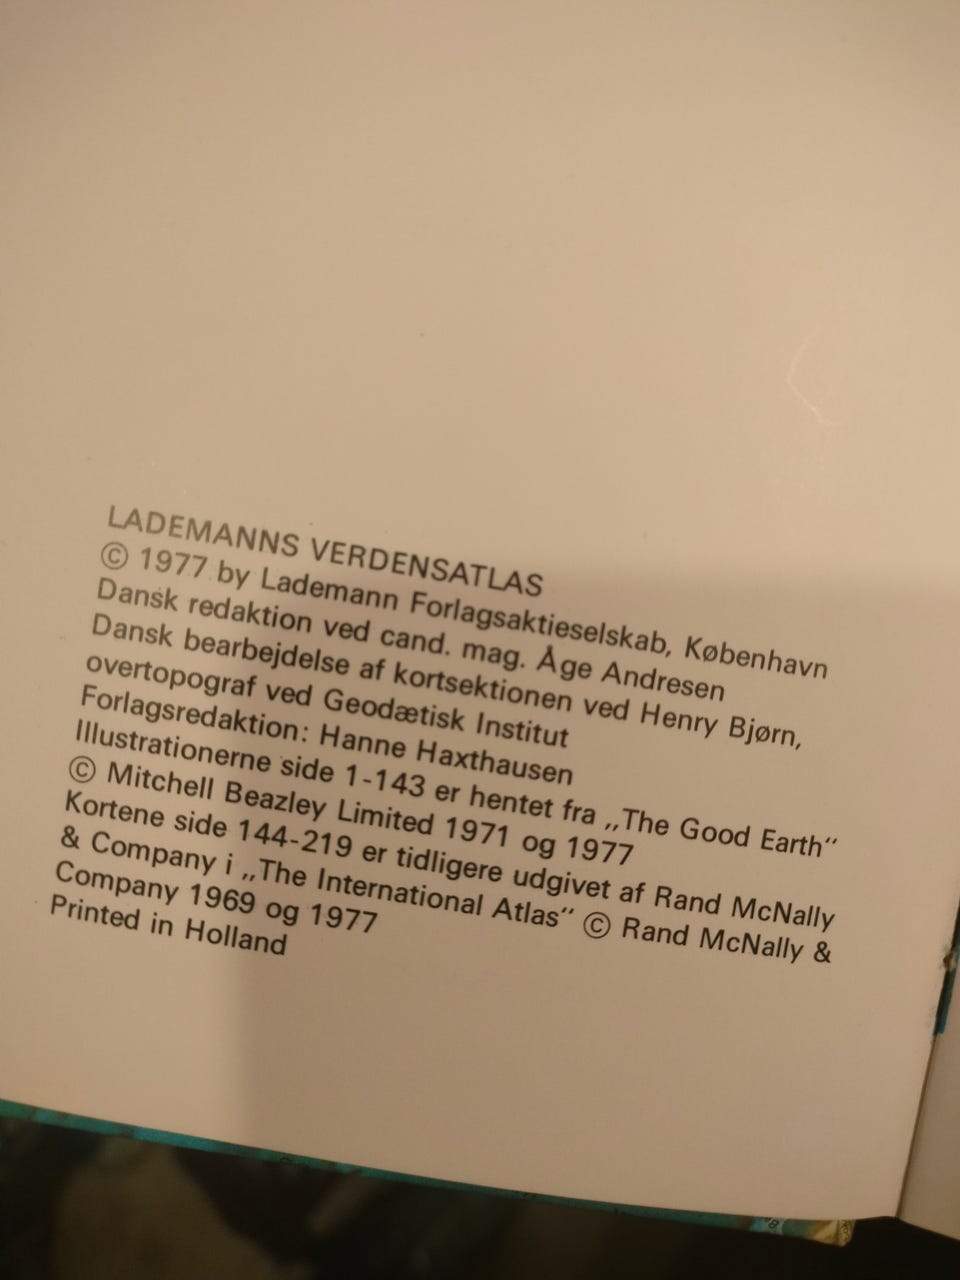 LADEMANNS VERDENSATLAS
© 1977 by Lademann Forlagsaktieselskab, København
Dansk redaktion ved cand. mag. Åge Andresen
Dansk bearbejdelse af kortsektionen ved Henry Bjørn,
overtopograf ved Geodætisk Institut
Forlagsredaktion: Hanne Haxthausen
Illustrationerne side 1-143 er hentet fra „The Good Earth“
© Mitchell Beazley Limited 1971 og 1977
Kortene side 144-219 er tidligere udgivet af Rand McNally
& Company i „The International Atlas“ © Rand McNally &
Company 1969 og 1977
Printed in Holland